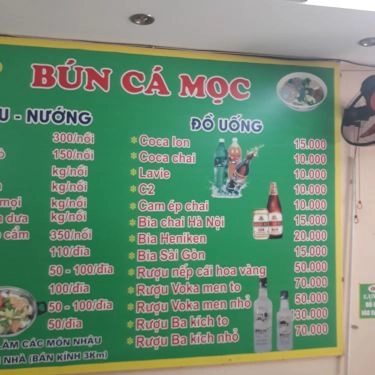 BÚN CÁ MỌC
U - NƯỚNG
300/nồi
150/nồi
kg/nồi
kg/nồi
mọi kg/nồi
dưa kg/nồi
cầm 350/nồi
110/đĩa
50 - 100/đĩa
100/đĩa
50 - 100/đĩa
50/đĩa
LÀM CÁC MÓN NHẬU
NHÀ (BÁN KÍNH 3Km)
ĐỒ UỐNG
Coca lon 15.000
Coca chai 10.000
Lavie 10.000
C2 10.000
Cam ép chai 10.000
Bia chai Hà Nội 15.000
Bia Heniken 20.000
Bia Sài Gòn 15.000
Rượu nếp cái hoa vàng 50.000
Rượu Voka men to 70.000
Rượu Voka men nhỏ 50.000
Rượu Ba kích to 30.000
Rượu Ba kích nhỏ 70.000